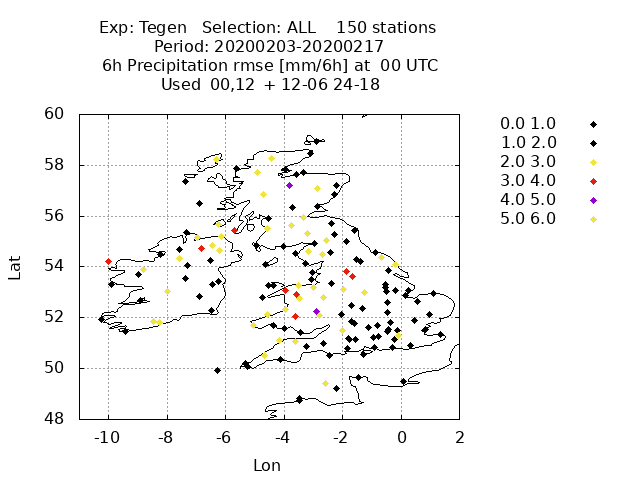 Exp: Tegen   Selection: ALL    150 stations
Period: 20200203-20200217
6h Precipitation rmse [mm/6h] at  00 UTC
Used  00,12  + 12-06 24-18
0.0 1.0
1.0 2.0
2.0 3.0
3.0 4.0
4.0 5.0
5.0 6.0
60
58
56
54
52
50
48
Lat
-10 -8 -6 -4 -2 0 2
Lon